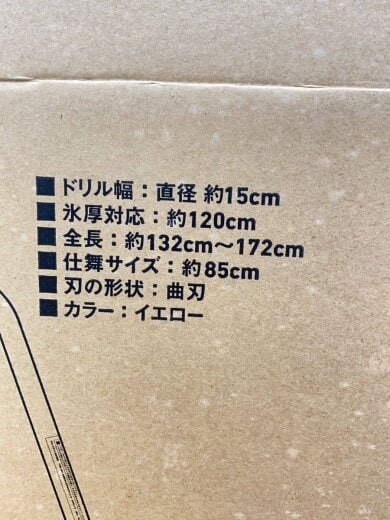 ■ドリル幅：直径 約15cm
■氷厚対応：約120cm
■全長：約132cm〜172cm
■仕舞サイズ：約85cm
■刃の形状：曲刃
■カラー：イエロー